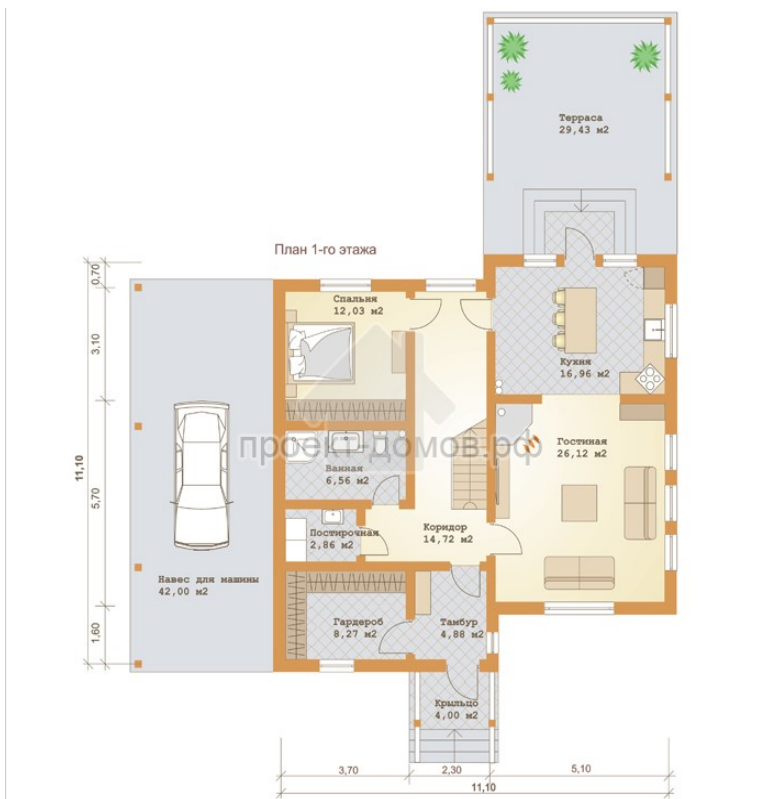 Терраса
29,43 м2
План 1-го этажа
0,70
Спальня
12,03 м2
3,10
Кухня
16,96 м2
проект-домов.рф
Гостиная
26,12 м2
Ванная
6,56 м2
11,10
5,70
Коридор
14,72 м2
Постирочная
2,86 м2
Навес для машины
42,00 м2
Гардероб
8,27 м2
Тамбур
4,88 м2
1,60
Крыльцо
4,00 м2
3,70
2,30
5,10
11,10